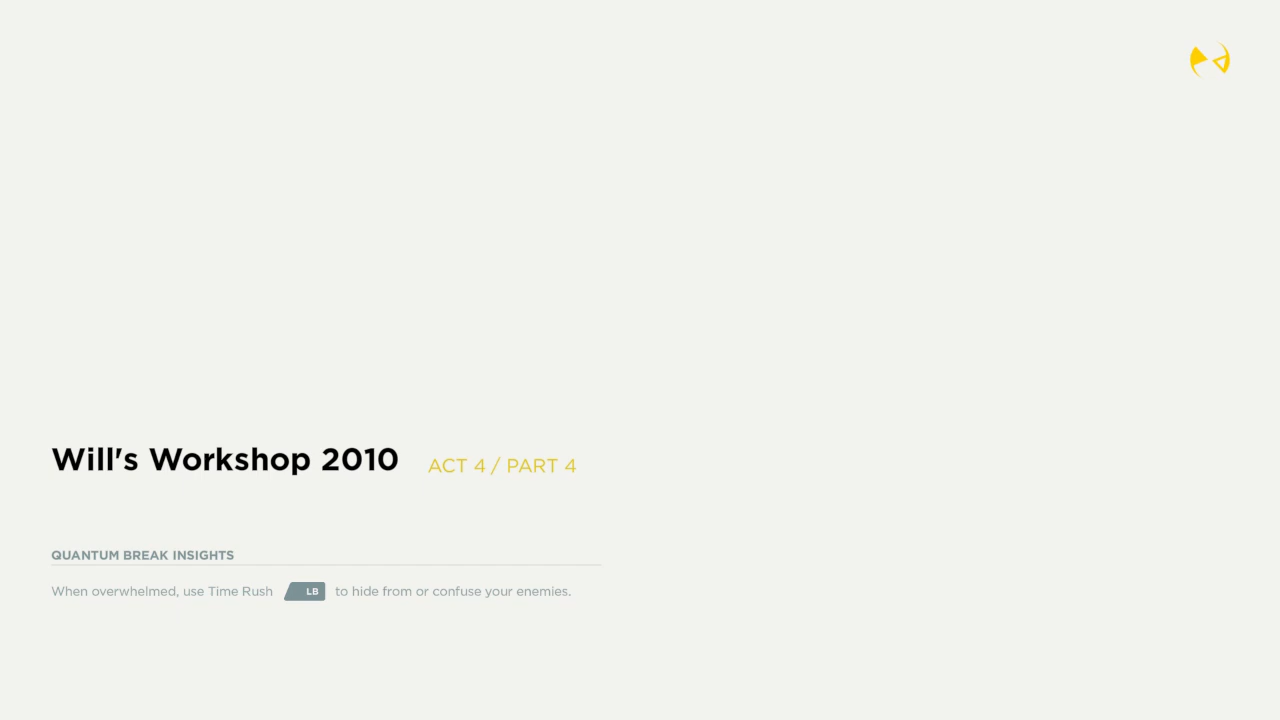 Will's Workshop 2010 ACT 4 / PART 4
QUANTUM BREAK INSIGHTS
When overwhelmed, use Time Rush LB to hide from or confuse your enemies.